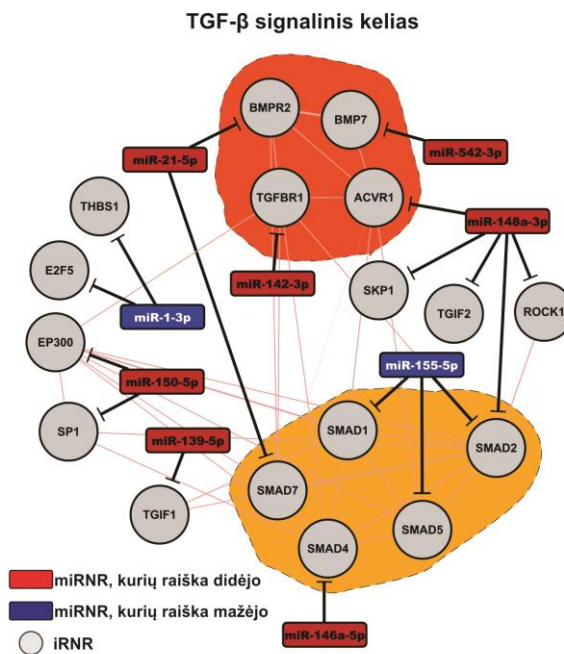 TGF-β signalinis kelias
BMPR2
BMP7
miR-21-5p
miR-542-3p
THBS1
TGFBR1
ACVR1
miR-148a-3p
E2F5
miR-142-3p
SKP1
TGIF2
ROCK1
miR-1-3p
EP300
miR-155-5p
miR-150-5p
SP1
miR-139-5p
SMAD1
SMAD2
SMAD7
TGIF1
SMAD5
SMAD4
miRNR, kurių raiška didėjo
miRNR, kurių raiška mažėjo
iRNR
miR-146a-5p